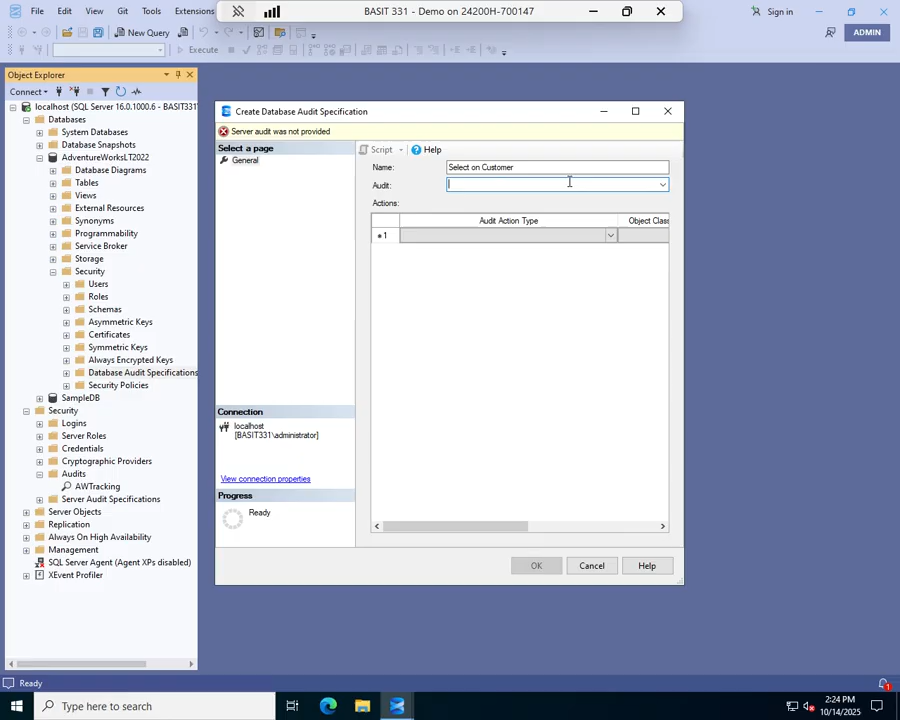 BASIT 331 - Demo on 24200H-700147
File Edit View Git Tools Extensions
Sign in
New Query
Execute
ADMIN
Object Explorer
Connect
localhost (SQL Server 16.0.1000.6 - BASIT331
Databases
System Databases
Database Snapshots
AdventureWorksLT2022
Database Diagrams
Tables
Views
External Resources
Synonyms
Programmability
Service Broker
Storage
Security
Users
Roles
Schemas
Asymmetric Keys
Certificates
Symmetric Keys
Always Encrypted Keys
Database Audit Specifications
Security Policies
SampleDB
Security
Logins
Server Roles
Credentials
Cryptographic Providers
Audits
AWTracking
Server Audit Specifications
Server Objects
Replication
Always On High Availability
Management
SQL Server Agent (Agent XPs disabled)
XEvent Profiler
Create Database Audit Specification
Server audit was not provided
Select a page
General
Script Help
Name: Select on Customer
Audit:
Actions:
Audit Action Type Object Clas
1
Connection
localhost
[BASIT331\administrator]
View connection properties
Progress
Ready
OK Cancel Help
Ready
1
Type here to search
2:24 PM
10/14/2025